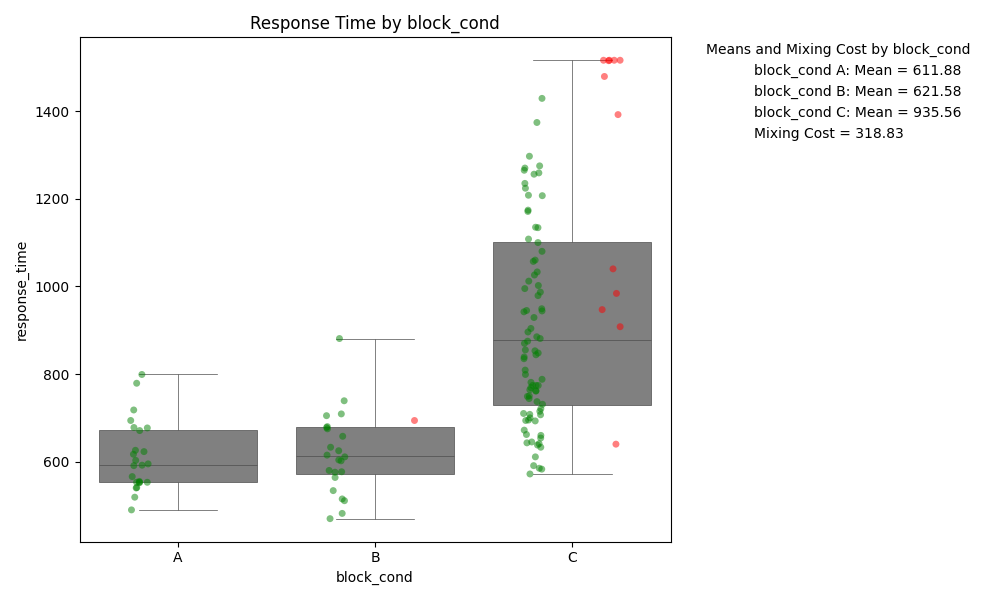 Response Time by block_cond
Means and Mixing Cost by block_cond
block_cond A: Mean = 611.88
block_cond B: Mean = 621.58
block_cond C: Mean = 935.56
Mixing Cost = 318.83
response_time
1400
1200
1000
800
600
A
B
C
block_cond